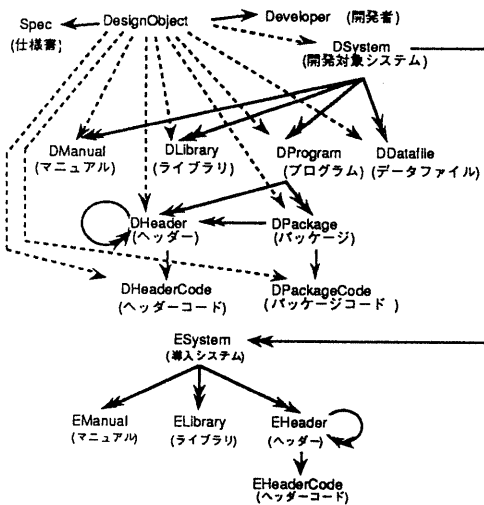 Spec
(仕様書)
DesignObject
Developer
(開発者)
DSystem
(開発対象システム)
DManual
(マニュアル)
DLibrary
(ライブラリ)
DProgram
(プログラム)
DDatafile
(データファイル)
DHeader
(ヘッダー)
DPackage
(パッケージ)
DHeaderCode
(ヘッダーコード)
DPackageCode
(パッケージコード )
ESystem
(導入システム)
EManual
(マニュアル)
ELibrary
(ライブラリ)
EHeader
(ヘッダー)
EHeaderCode
(ヘッダーコード)